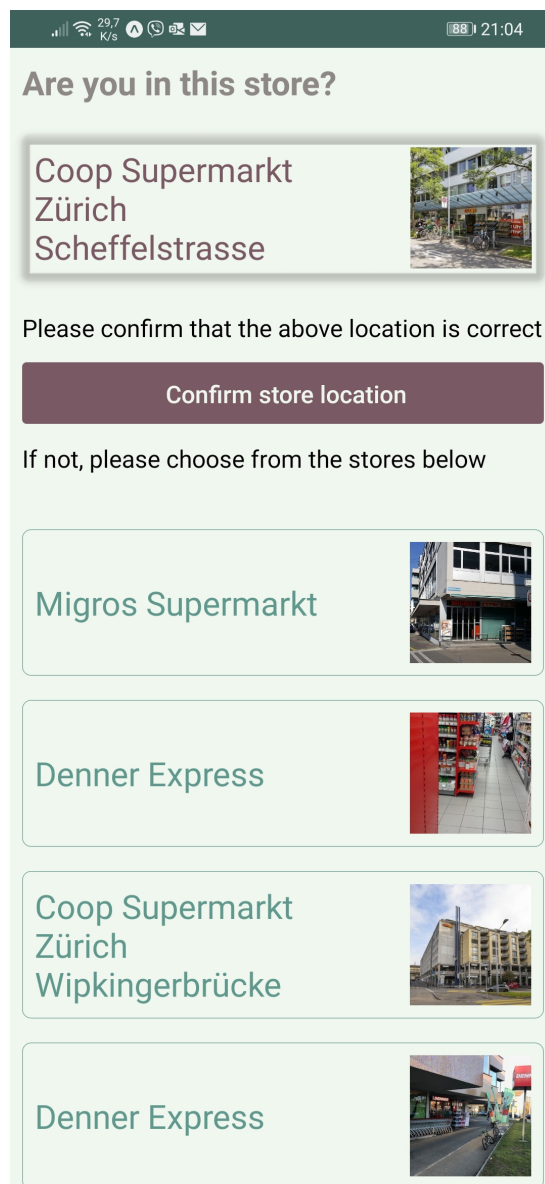 29,7
K/s
88
21:04
Are you in this store?
Coop Supermarkt
Zürich
Scheffelstrasse
Please confirm that the above location is correct
Confirm store location
If not, please choose from the stores below
Migros Supermarkt
Denner Express
Coop Supermarkt
Zürich
Wipkingerbrücke
Denner Express